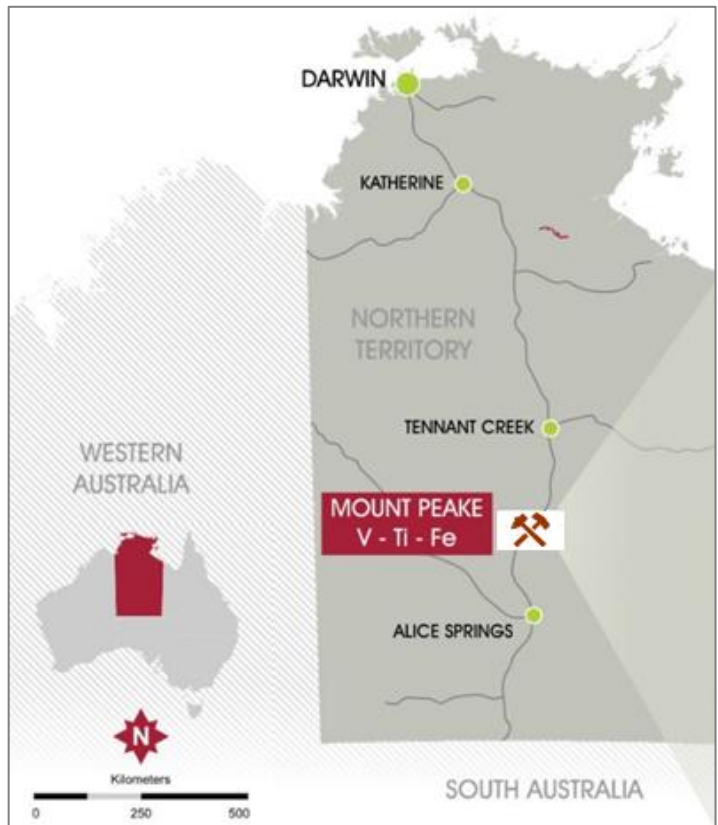 DARWIN
KATHERINE
NORTHERN
TERRITORY
TENNANT CREEK
WESTERN
AUSTRALIA
MOUNT PEAKE
V - Ti - Fe
ALICE SPRINGS
N
Kilometers
0 250 500
SOUTH AUSTRALIA